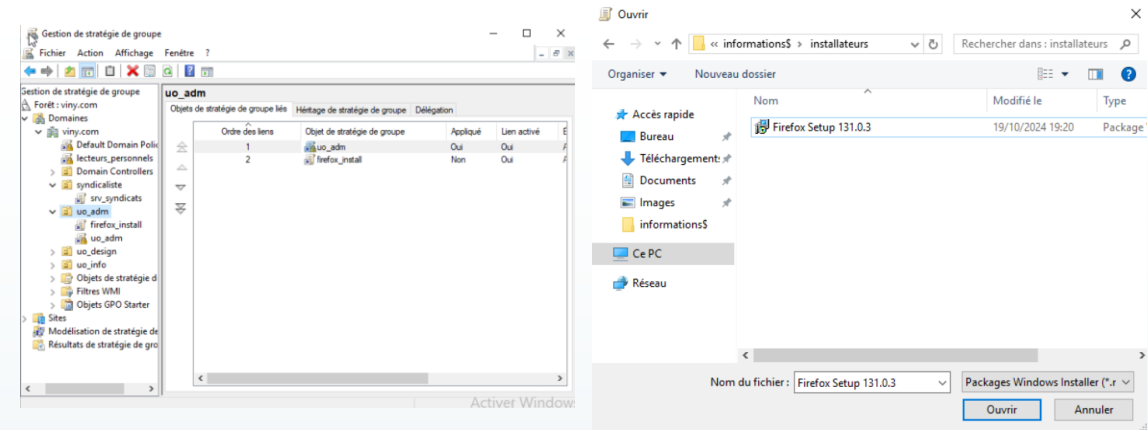 Gestion de stratégie de groupe
Fichier Action Affichage Fenêtre ?
Gestion de stratégie de groupe
Forêt : viny.com
Domaines
viny.com
Default Domain Polic
lecteurs_personnels
Domain Controllers
syndicaliste
srv_syndicats
uo_adm
firefox_install
uo_adm
uo_design
uo_info
Objets de stratégie d
Filtres WMI
Objets GPO Starter
Sites
Modélisation de stratégie de
Résultats de stratégie de gro
uo_adm
Objets de stratégie de groupe liés Héritage de stratégie de groupe Délégation
Ordre des liens Objet de stratégie de groupe Appliqué Lien activé É
1 uo_adm Oui Oui
2 firefox_install Non Oui
Activer Windows
Ouvrir
« informations$ › installateurs
Rechercher dans : installateurs
Organiser Nouveau dossier
Accès rapide
Bureau
Téléchargements
Documents
Images
informations$
Ce PC
Réseau
Nom Modifié le Type
Firefox Setup 131.0.3 19/10/2024 19:20 Package
Nom du fichier : Firefox Setup 131.0.3 Packages Windows Installer (*.r
Ouvrir Annuler